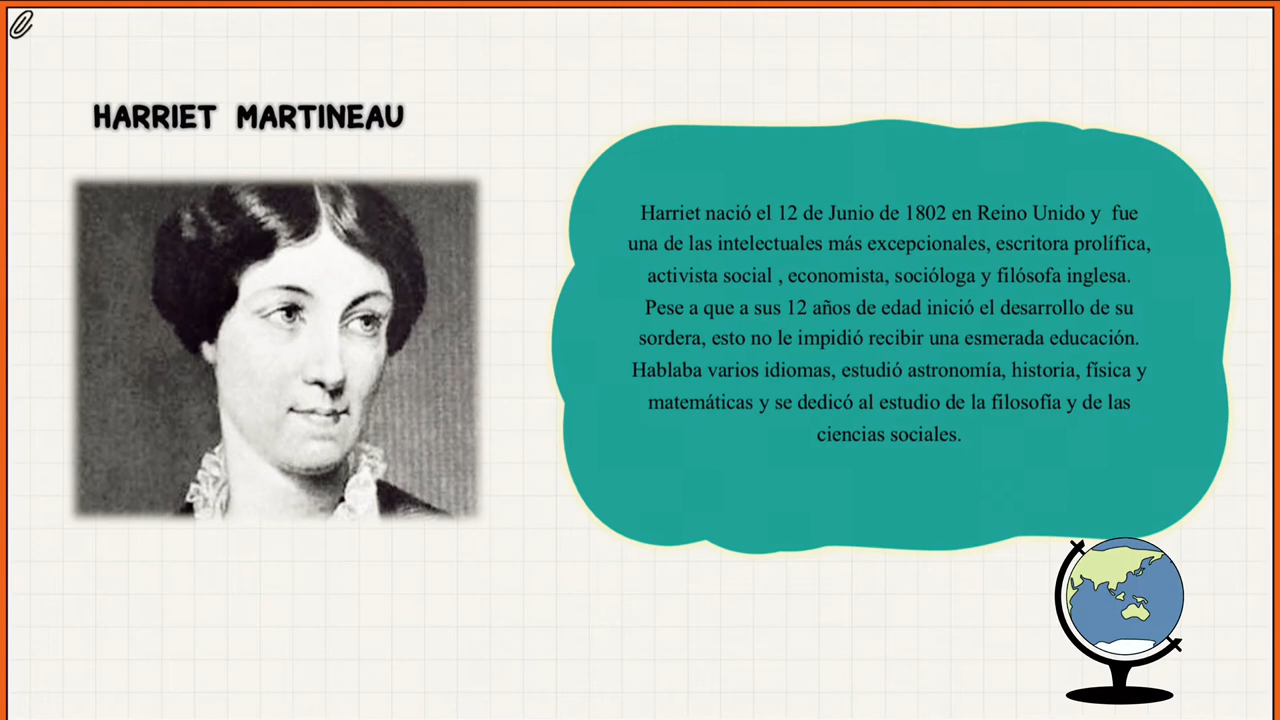 HARRIET MARTINEAU
Harriet nació el 12 de Junio de 1802 en Reino Unido y fue
una de las intelectuales más excepcionales, escritora prolífica,
activista social , economista, socióloga y filósofa inglesa.
Pese a que a sus 12 años de edad inició el desarrollo de su
sordera, esto no le impidió recibir una esmerada educación.
Hablaba varios idiomas, estudió astronomía, historia, física y
matemáticas y se dedicó al estudio de la filosofía y de las
ciencias sociales.